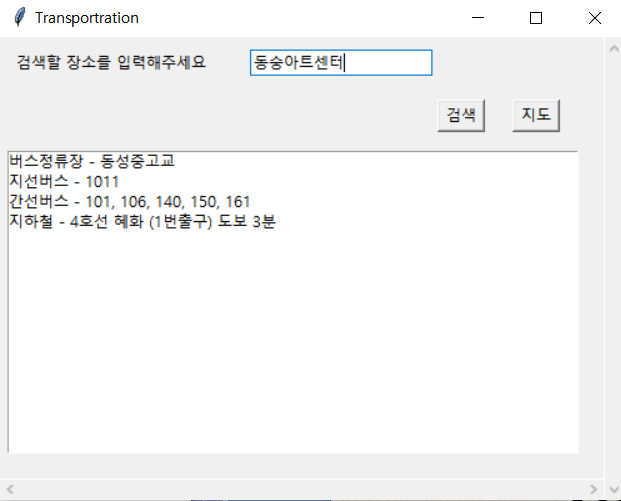 Transportration
검색할 장소를 입력해주세요
동숭아트센터
검색
지도
버스정류장 - 동성중고교
지선버스 - 1011
간선버스 - 101, 106, 140, 150, 161
지하철 - 4호선 혜화 (1번출구) 도보 3분